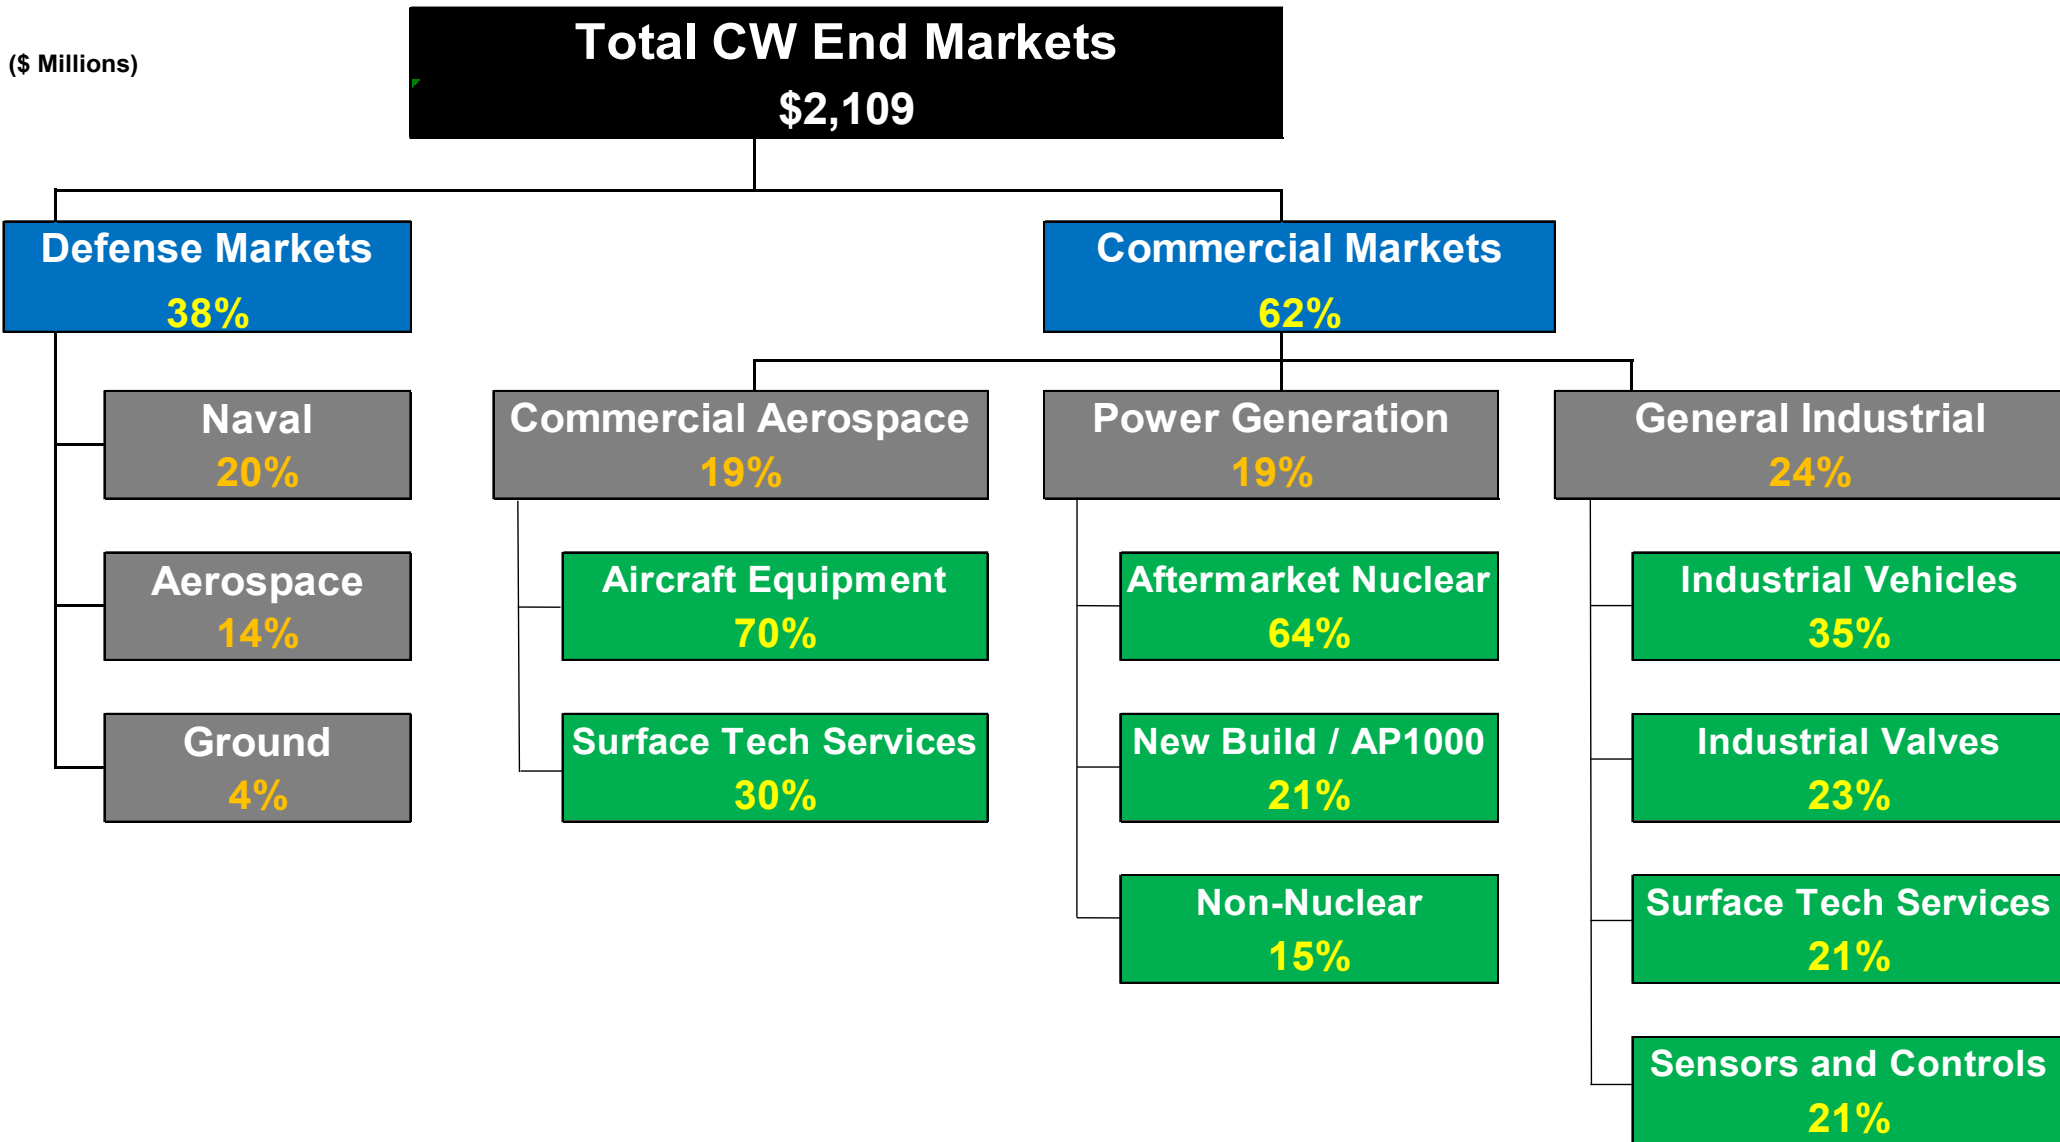 ($ Millions)
Total CW End Markets
$2,109
Defense Markets
38%
Commercial Markets
62%
Naval
20%
Aerospace
14%
Ground
4%
Commercial Aerospace
19%
Aircraft Equipment
70%
Surface Tech Services
30%
Power Generation
19%
Aftermarket Nuclear
64%
New Build / AP1000
21%
Non-Nuclear
15%
General Industrial
24%
Industrial Vehicles
35%
Industrial Valves
23%
Surface Tech Services
21%
Sensors and Controls
21%